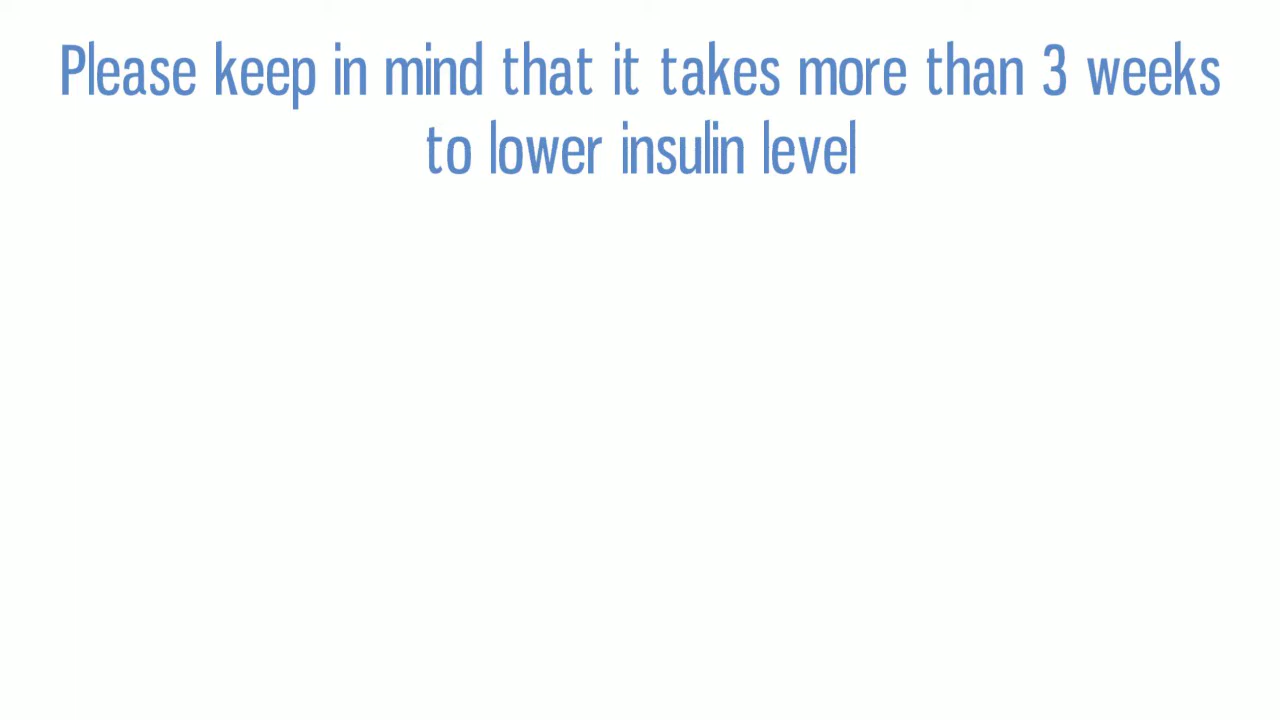 Please keep in mind that it takes more than 3 weeks
to lower insulin level